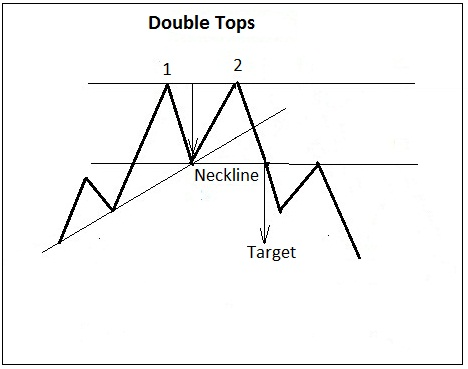 Double Tops
1
2
Neckline
Target